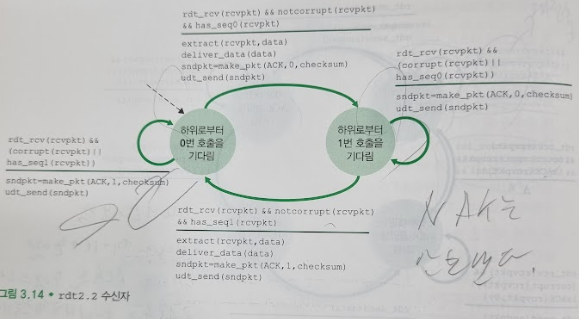 rdt_rcv(rcvpkt) && notcorrupt(rcvpkt)
&& has_seq0(rcvpkt)
extract(rcvpkt,data)
deliver_data(data)
sndpkt=make_pkt(ACK,0,checksum)
udt_send(sndpkt)
rdt_rcv(rcvpkt) &&
(corrupt(rcvpkt)||
has_seq0(rcvpkt))
sndpkt=make_pkt(ACK,0,checksum)
udt_send(sndpkt)
하위로부터
0번 호출을
기다림
하위로부터
1번 호출을
기다림
rdt_rcv(rcvpkt) &&
(corrupt(rcvpkt)||
has_seq1(rcvpkt))
sndpkt=make_pkt(ACK,1,checksum)
udt_send(sndpkt)
rdt_rcv(rcvpkt) && notcorrupt(rcvpkt)
&& has_seq1(rcvpkt)
extract(rcvpkt,data)
deliver_data(data)
sndpkt=make_pkt(ACK,1,checksum)
udt_send(sndpkt)
NAK는
그림 3.14 • rdt2.2 수신자